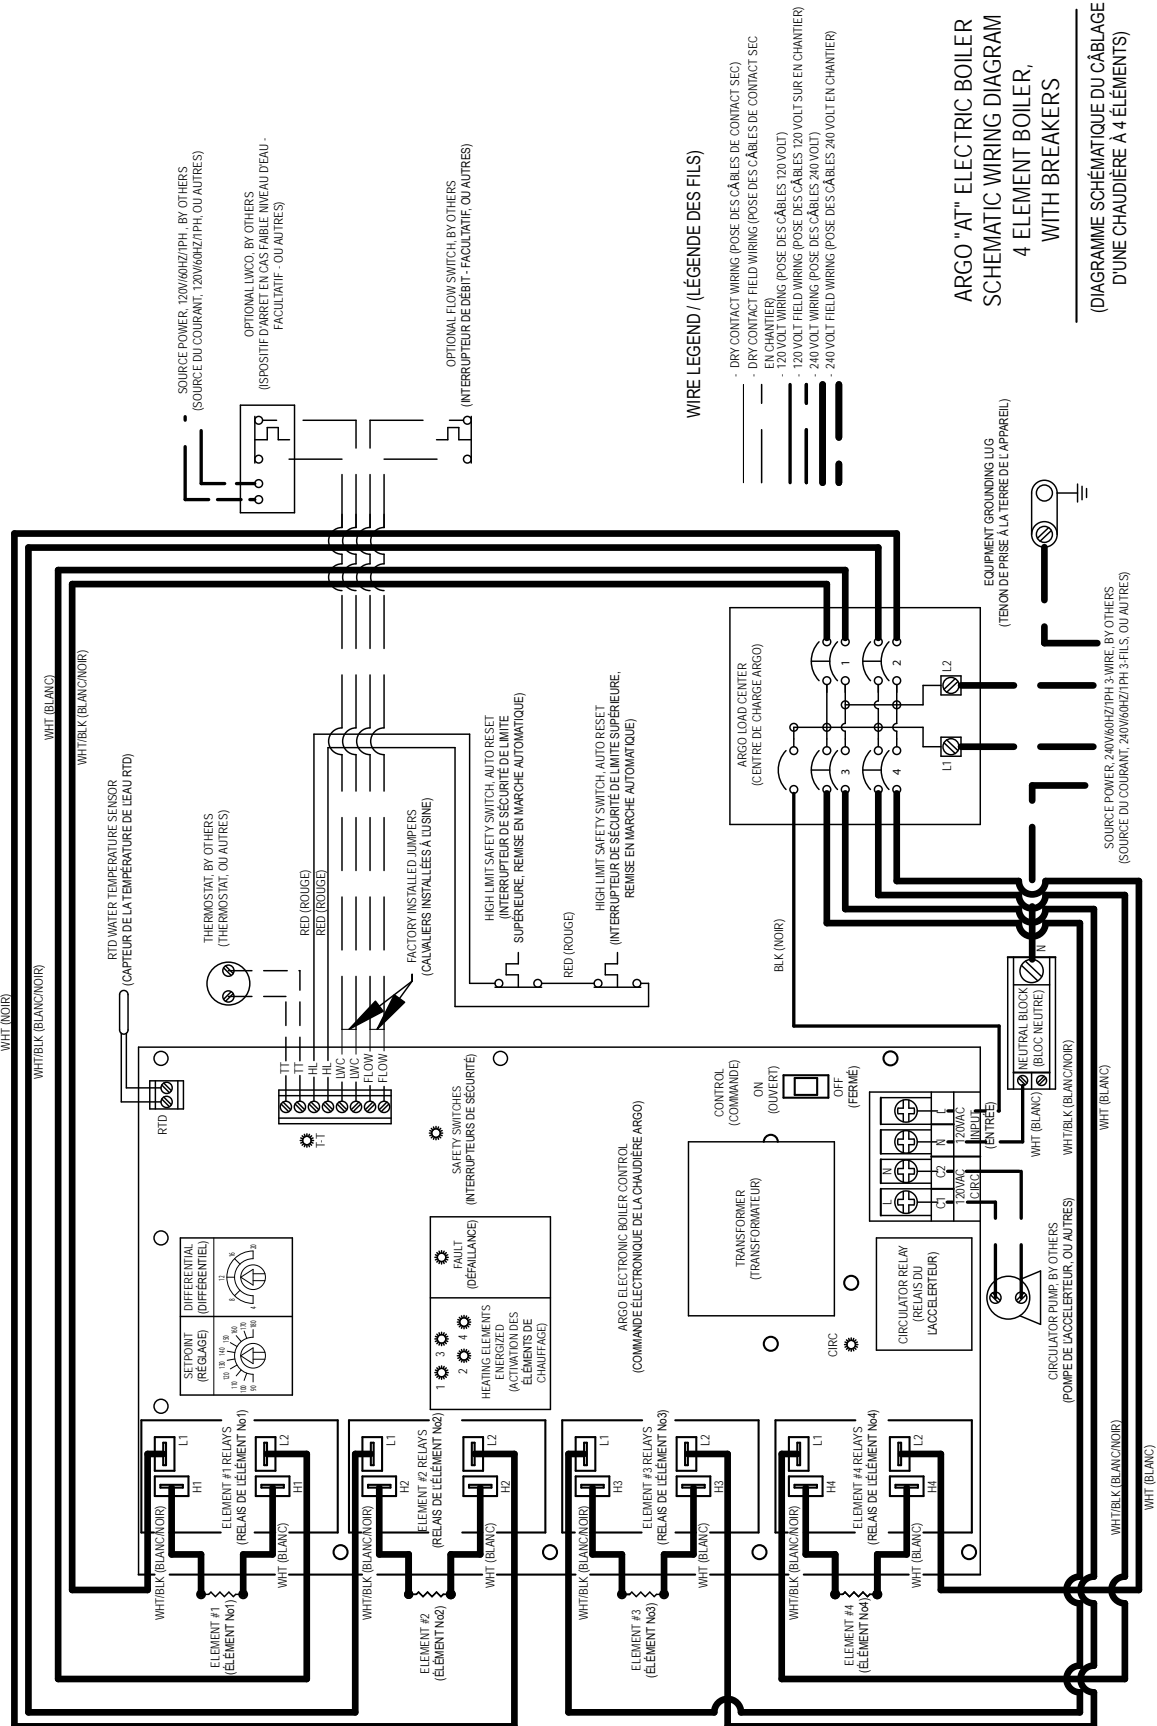 ARGO "AT" ELECTRIC BOILER
SCHEMATIC WIRING DIAGRAM
4 ELEMENT BOILER,
WITH BREAKERS
(DIAGRAMME SCHÉMATIQUE DU CÂBLAGE
D'UNE CHAUDIÈRE À 4 ÉLÉMENTS)
WIRE LEGEND / (LÉGENDE DES FILS)
- DRY CONTACT WIRING (POSE DES CÂBLES DE CONTACT SEC)
- DRY CONTACT FIELD WIRING (POSE DES CÂBLES DE CONTACT SEC
EN CHANTIER)
- 120 VOLT WIRING (POSE DES CÂBLES 120 VOLT)
- 120 VOLT FIELD WIRING (POSE DES CÂBLES 120 VOLT SUR EN CHANTIER)
- 240 VOLT WIRING (POSE DES CÂBLES 240 VOLT)
- 240 VOLT FIELD WIRING (POSE DES CÂBLES 240 VOLT EN CHANTIER)
SOURCE POWER, 120V/60HZ/1PH , BY OTHERS
(SOURCE DU COURANT, 120V/60HZ/1PH, OU AUTRES)
OPTIONAL LWCO, BY OTHERS
(ISPOSITIF D'ARRET EN CAS FAIBLE NIVEAU D'EAU -
FACULTATIF - OU AUTRES)
OPTIONAL FLOW SWITCH, BY OTHERS
(INTERRUPTEUR DE DÉBIT - FACULTATIF, OU AUTRES)
WHT (NOIR)
WHT/BLK (BLANC/NOIR)
WHT (BLANC)
WHT/BLK (BLANC/NOIR)
RTD WATER TEMPERATURE SENSOR
(CAPTEUR DE LA TEMPÉRATURE DE L'EAU RTD)
THERMOSTAT, BY OTHERS
(THERMOSTAT, OU AUTRES)
RED (ROUGE)
RED (ROUGE)
FACTORY INSTALLED JUMPERS
(CALVALIERS INSTALLÉES À L'USINE)
HIGH LIMIT SAFETY SWITCH, AUTO RESET
(INTERRUPTEUR DE SÉCURITÉ DE LIMITE
SUPÉRIEURE, REMISE EN MARCHE AUTOMATIQUE)
RED (ROUGE)
HIGH LIMIT SAFETY SWITCH, AUTO RESET
(INTERRUPTEUR DE SÉCURITÉ DE LIMITE SUPÉRIEURE,
REMISE EN MARCHE AUTOMATIQUE)
ARGO LOAD CENTER
(CENTRE DE CHARGE ARGO)
1
2
3
4
L1
L2
EQUIPMENT GROUNDING LUG
(TENON DE PRISE À LA TERRE DE L'APPAREIL)
SOURCE POWER, 240V/60HZ/1PH 3-WIRE, BY OTHERS
(SOURCE DU COURANT, 240V/60HZ/1PH 3-FILS, OU AUTRES)
BLK (NOIR)
N
NEUTRAL BLOCK
(BLOC NEUTRE)
WHT (BLANC)
WHT/BLK (BLANC/NOIR)
WHT (BLANC)
RTD
TT
TT
HL
HL
LWC
LWC
FLOW
FLOW
T-T
SAFETY SWITCHES
(INTERRUPTEURS DE SÉCURITÉ)
CONTROL
(COMMANDE)
ON
(OUVERT)
OFF
(FERMÉ)
L
N
120VAC
INPUT
(ENTRÉE)
N
L
C2
C1
120VAC
CIRC
TRANSFORMER
(TRANSFORMATEUR)
ARGO ELECTRONIC BOILER CONTROL
(COMMANDE ÉLECTRONIQUE DE LA CHAUDIÈRE ARGO)
CIRC
CIRCULATOR RELAY
(RELAIS DU
L'ACCELERTEUR)
CIRCULATOR PUMP, BY OTHERS
(POMPE DE L'ACCELERTEUR, OU AUTRES)
DIFFERENTIAL
(DIFFÉRENTIEL)
4
8
12
16
20
SETPOINT
(RÉGLAGE)
90
100
110
120
130
140
150
160
170
180
FAULT
(DÉFAILLANCE)
1
3
2
4
HEATING ELEMENTS
ENERGIZED
(ACTIVATION DES
ÉLÉMENTS DE
CHAUFFAGE)
L1
L2
H1
H1
ELEMENT #1 RELAYS
(RELAIS DE L'ÉLÉMENT No1)
WHT/BLK (BLANC/NOIR)
WHT (BLANC)
ELEMENT #1
(ÉLÉMENT No1)
L1
L2
H2
H2
ELEMENT #2 RELAYS
(RELAIS DE L'ÉLÉMENT No2)
WHT/BLK (BLANC/NOIR)
WHT (BLANC)
ELEMENT #2
(ÉLÉMENT No2)
L1
L2
H3
H3
ELEMENT #3 RELAYS
(RELAIS DE L'ÉLÉMENT No3)
WHT/BLK (BLANC/NOIR)
WHT (BLANC)
ELEMENT #3
(ÉLÉMENT No3)
L1
L2
H4
H4
ELEMENT #4 RELAYS
(RELAIS DE L'ÉLÉMENT No4)
WHT/BLK (BLANC/NOIR)
WHT (BLANC)
ELEMENT #4
(ÉLÉMENT No4)
WHT/BLK (BLANC/NOIR)
WHT (BLANC)